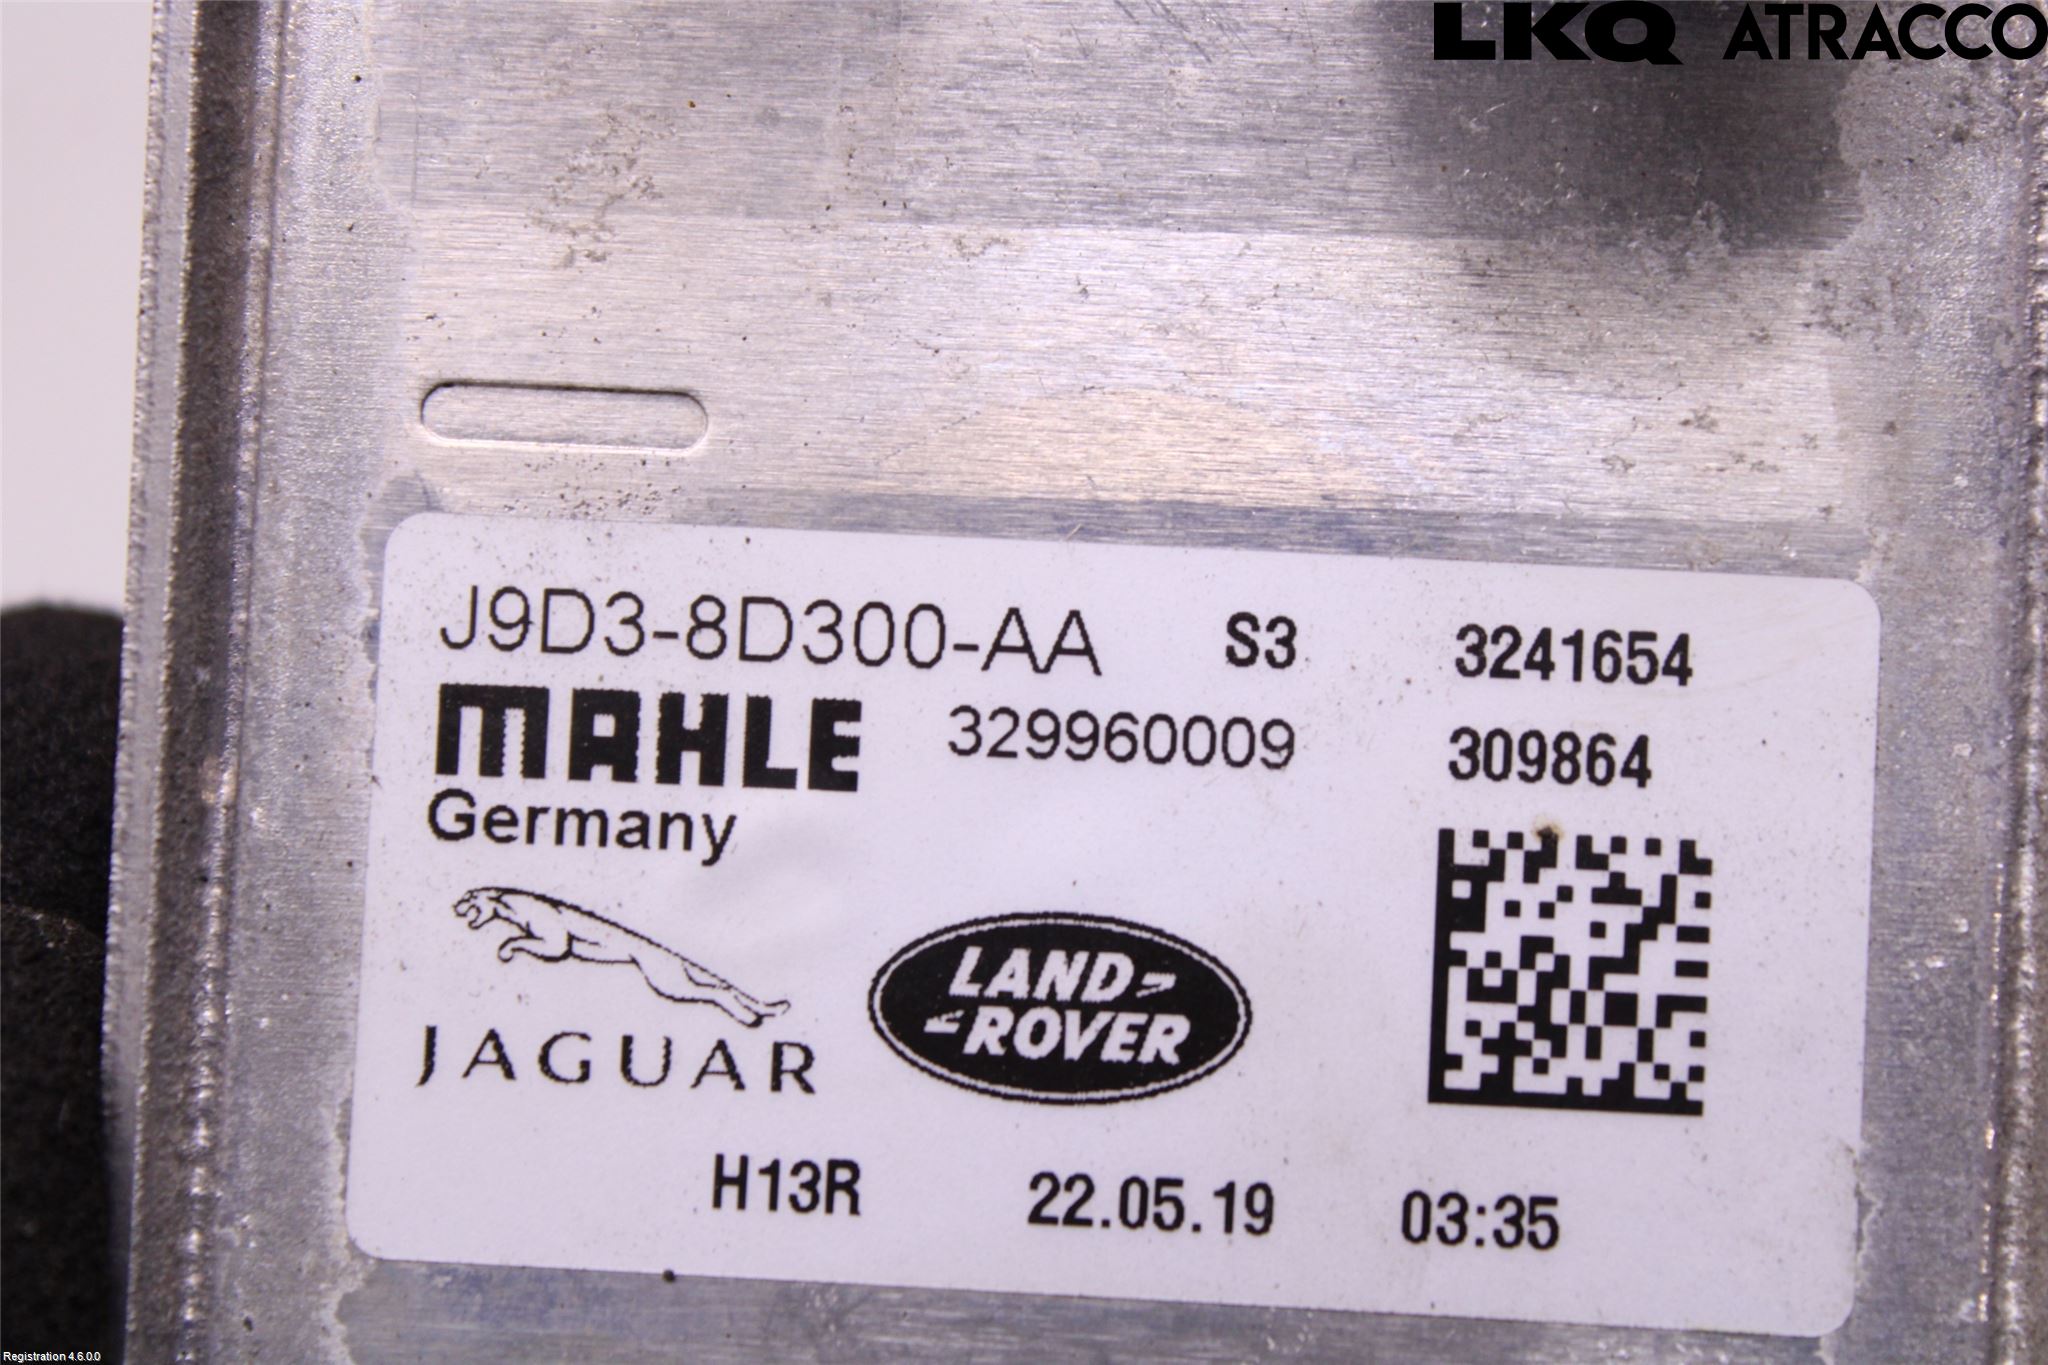 LKQ ATRACCO
J9D3-8D300-AA S3 3241654
MAHLE 329960009 309864
Germany
JAGUAR
LAND ROVER
H13R 22.05.19 03:35
Registration 4.6.0.0